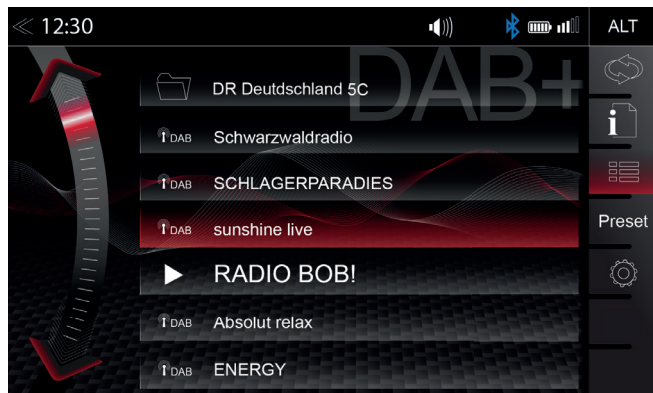 12:30
ALT
DAB+
DR Deutdschland 5C
DAB Schwarzwaldradio
i
DAB SCHLAGERPARADIES
DAB sunshine live
Preset
RADIO BOB!
DAB Absolut relax
DAB ENERGY